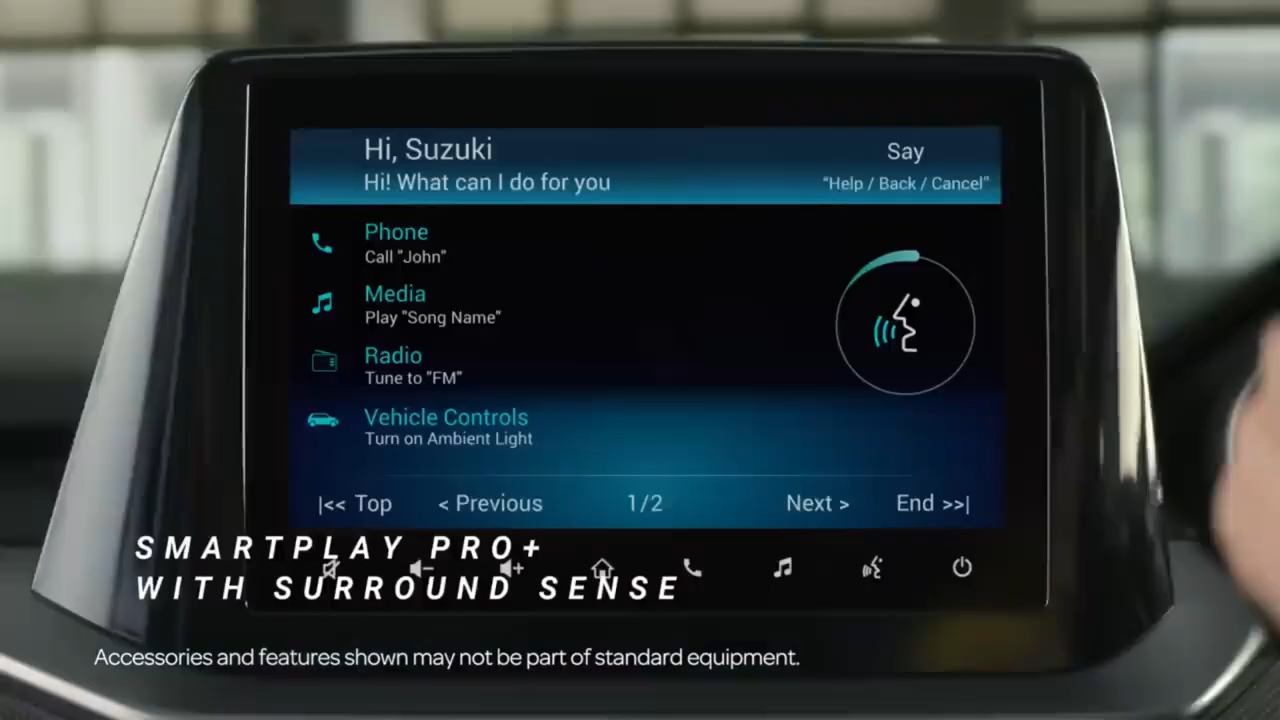 Hi, Suzuki
Hi! What can I do for you
Say
"Help / Back / Cancel"
Phone
Call "John"
Media
Play "Song Name"
Radio
Tune to "FM"
Vehicle Controls
Turn on Ambient Light
|<< Top < Previous 1/2 Next > End >>|
SMARTPLAY PRO+
WITH SURROUND SENSE
Accessories and features shown may not be part of standard equipment.